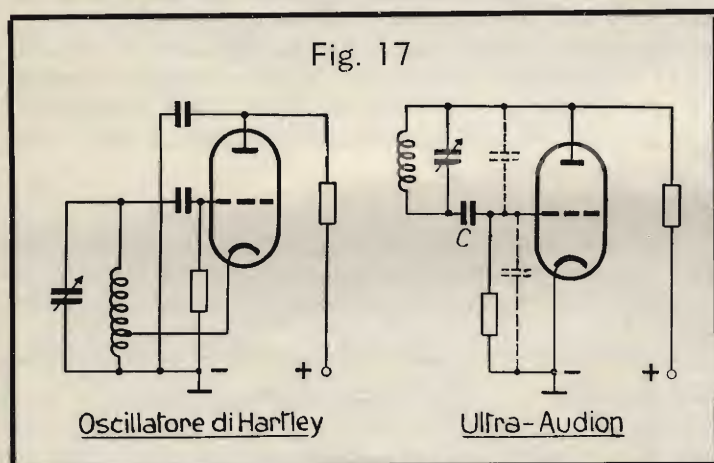 Fig. 17
C
-
+
-
+
Oscillatore di Hartley
Ultra-Audion